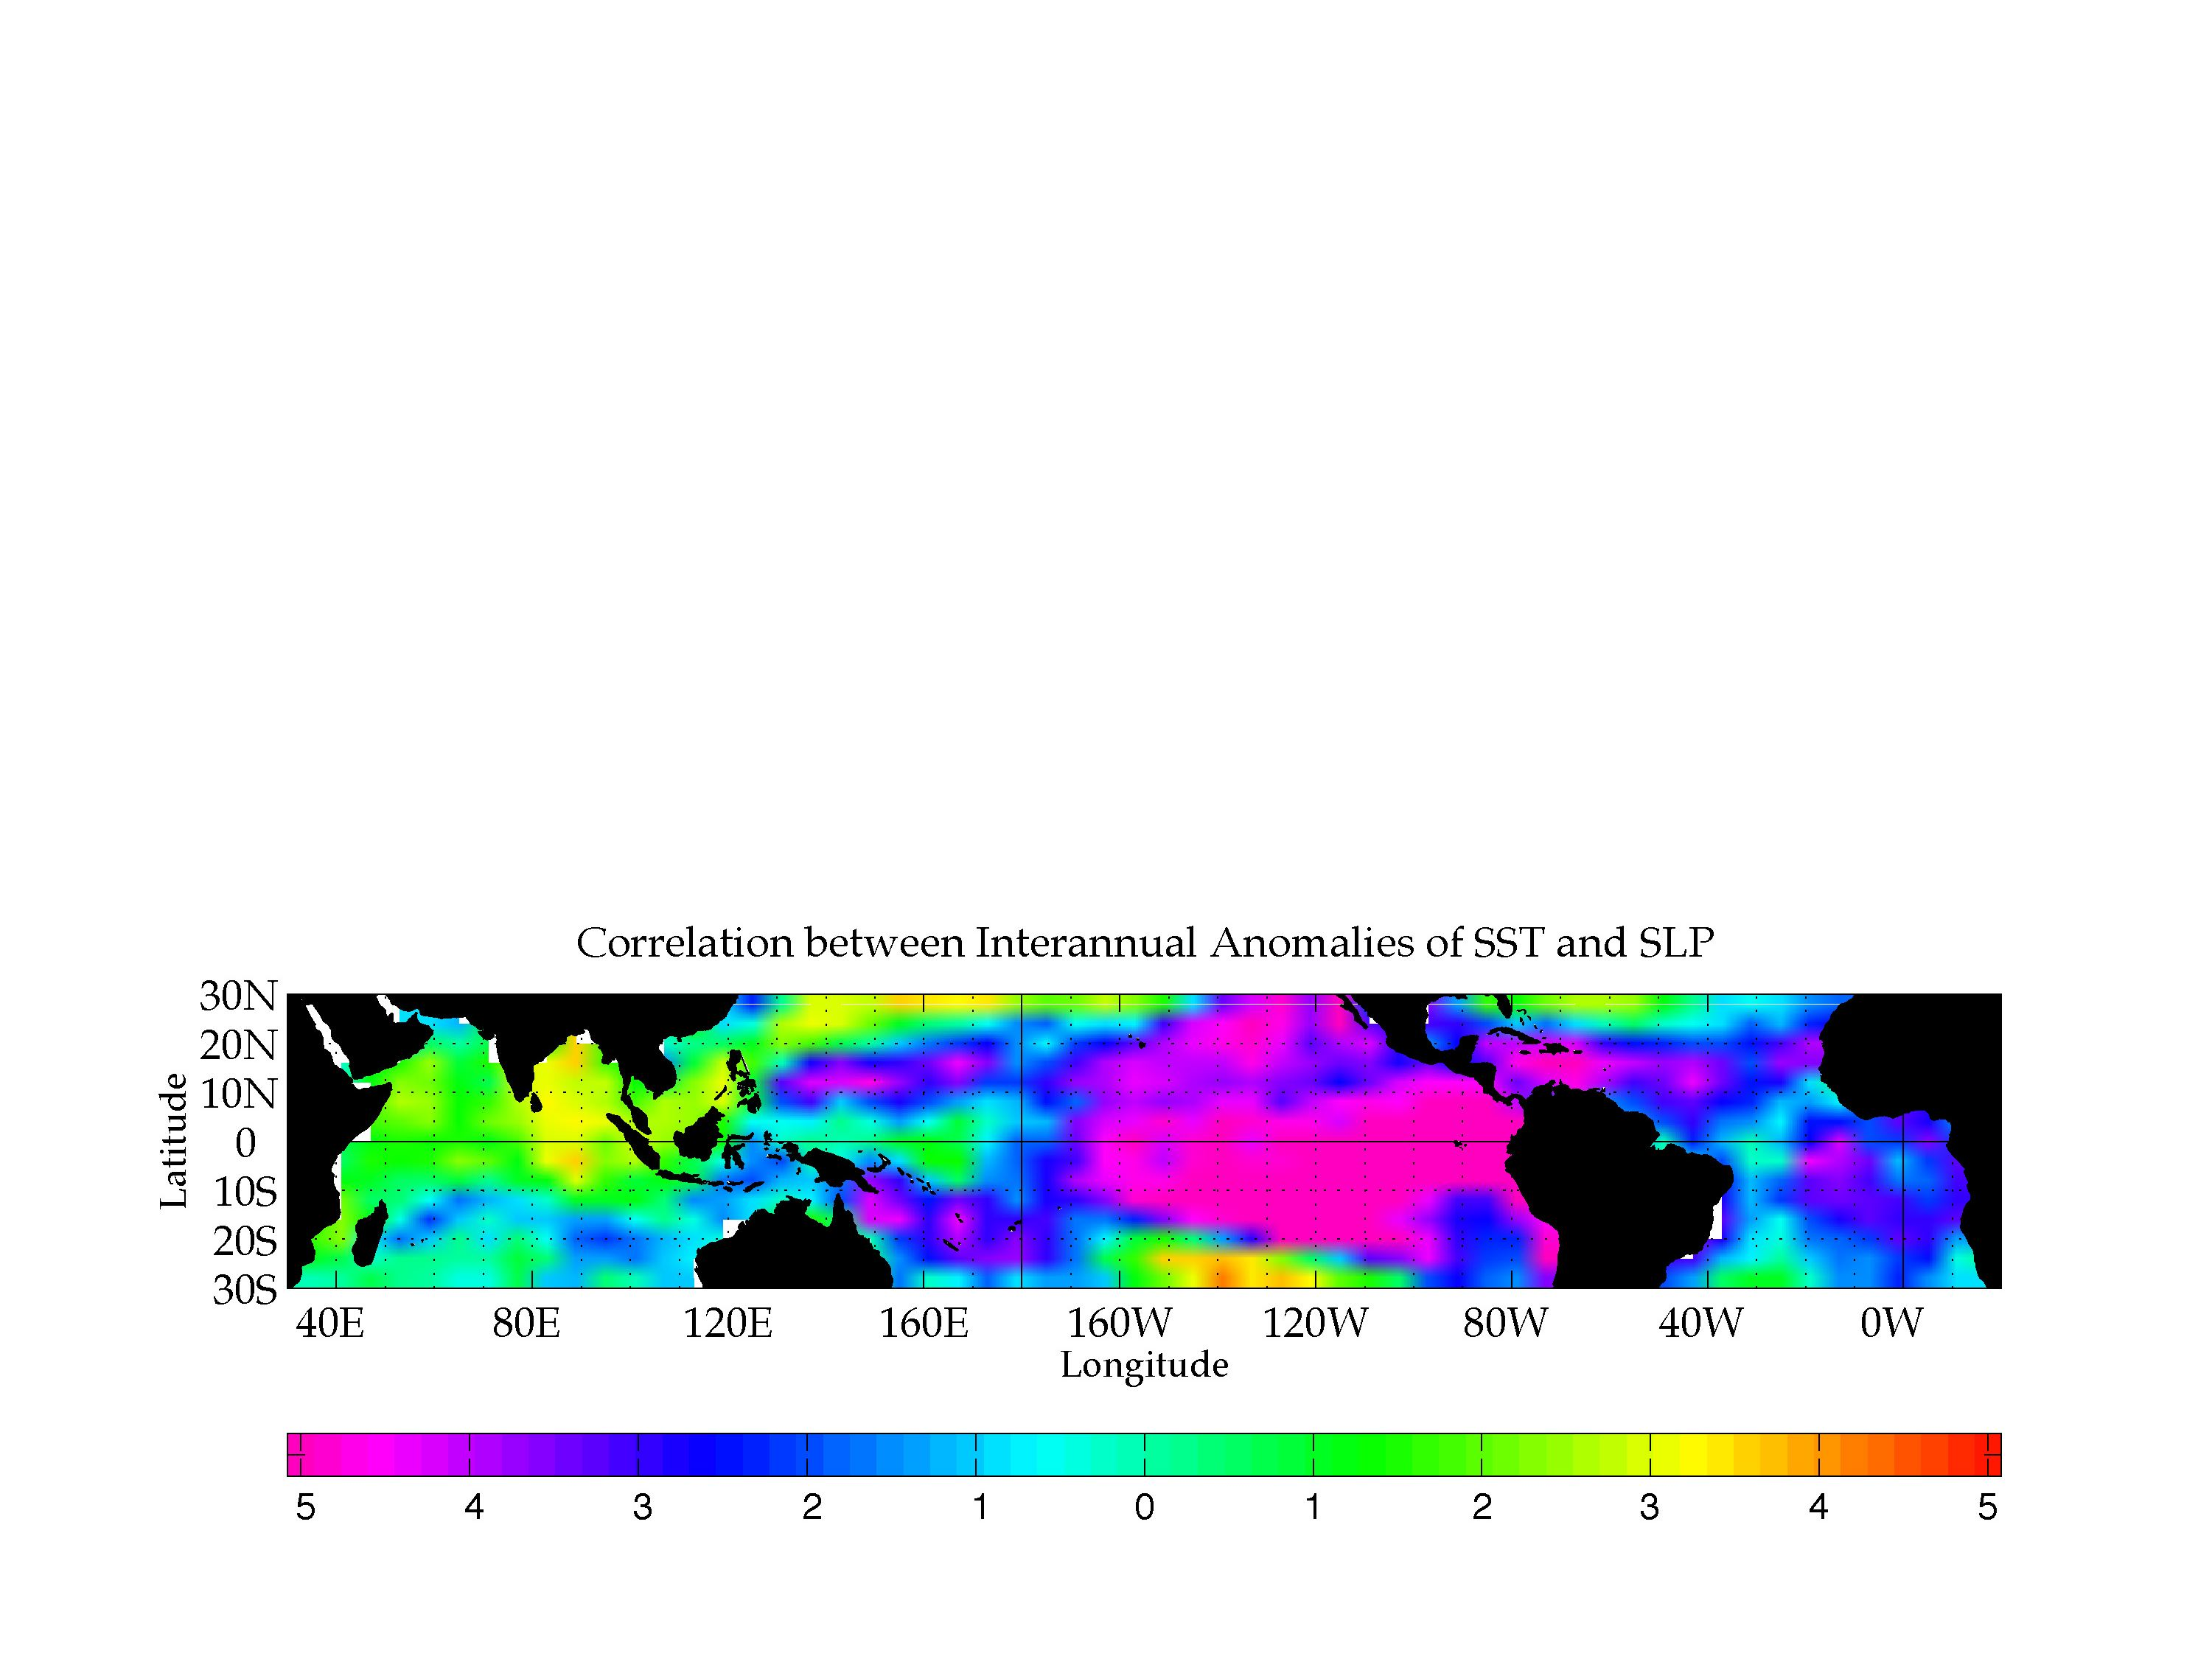 Correlation between Interannual Anomalies of SST and SLP
30N
20N
10N
0
10S
20S
30S
Latitude
40E 80E 120E 160E 160W 120W 80W 40W 0W
Longitude
5 4 3 2 1 0 1 2 3 4 5